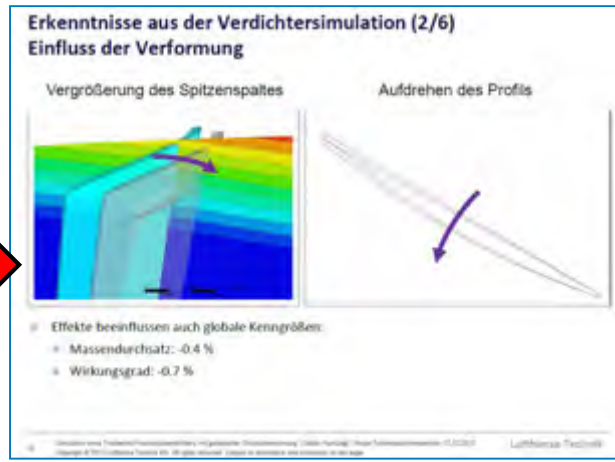 Erkenntnisse aus der Verdichtersimulation (2/6)
Einfluss der Verformung
Vergrößerung des Spitzenspaltes
Aufdrehen des Profils
Effekte beeinflussen auch globale Kenngrößen:
Massendurchsatz: -0.4 %
Wirkungsgrad: -0.7 %
Lufthansa Technik